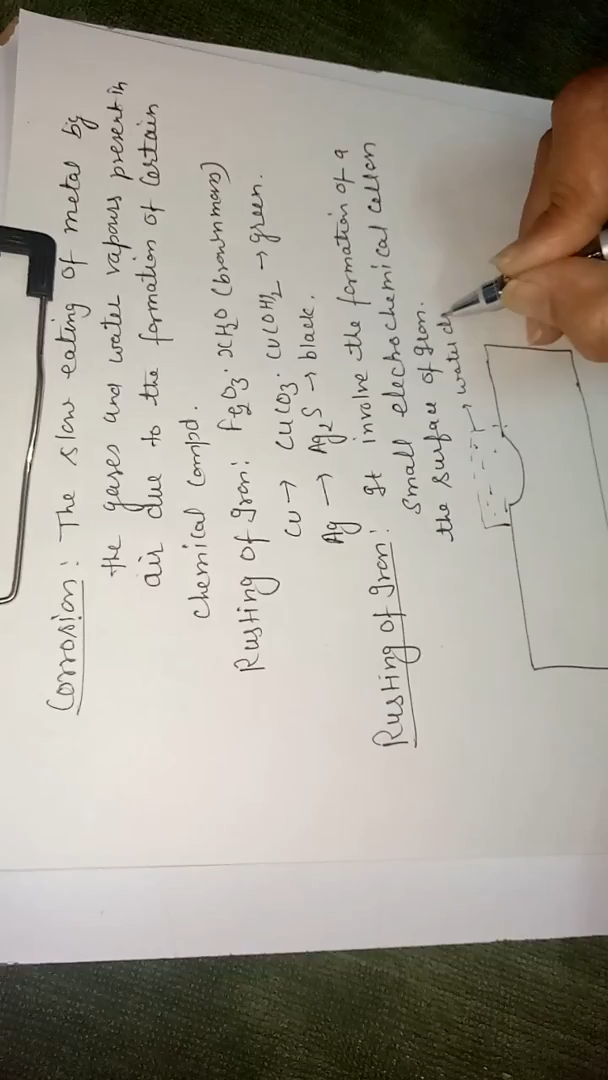 Corrosion: The slow eating of metal by
the gases and water vapours present in
air due to the formation of Certain
chemical compd.
Rusting of Iron: Fe2O3·xH2O (brown mass)
Cu → CuCO3·Cu(OH)2 → green.
Ag → Ag2S → black.
Rusting of Iron: It involve the formation of a
Small electrochemical cell on
the surface of Iron.
→ water d